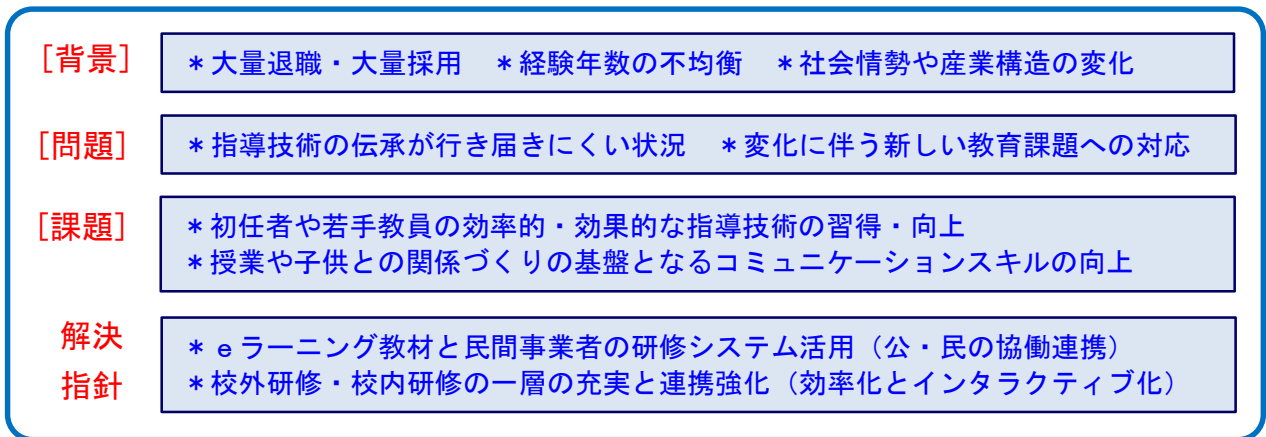 [背景]
＊大量退職・大量採用　＊経験年数の不均衡　＊社会情勢や産業構造の変化
[問題]
＊指導技術の伝承が行き届きにくい状況　＊変化に伴う新しい教育課題への対応
[課題]
＊初任者や若手教員の効率的・効果的な指導技術の習得・向上
＊授業や子供との関係づくりの基盤となるコミュニケーションスキルの向上
解決
指針
＊ｅラーニング教材と民間事業者の研修システム活用（公・民の協働連携）
＊校外研修・校内研修の一層の充実と連携強化（効率化とインタラクティブ化）